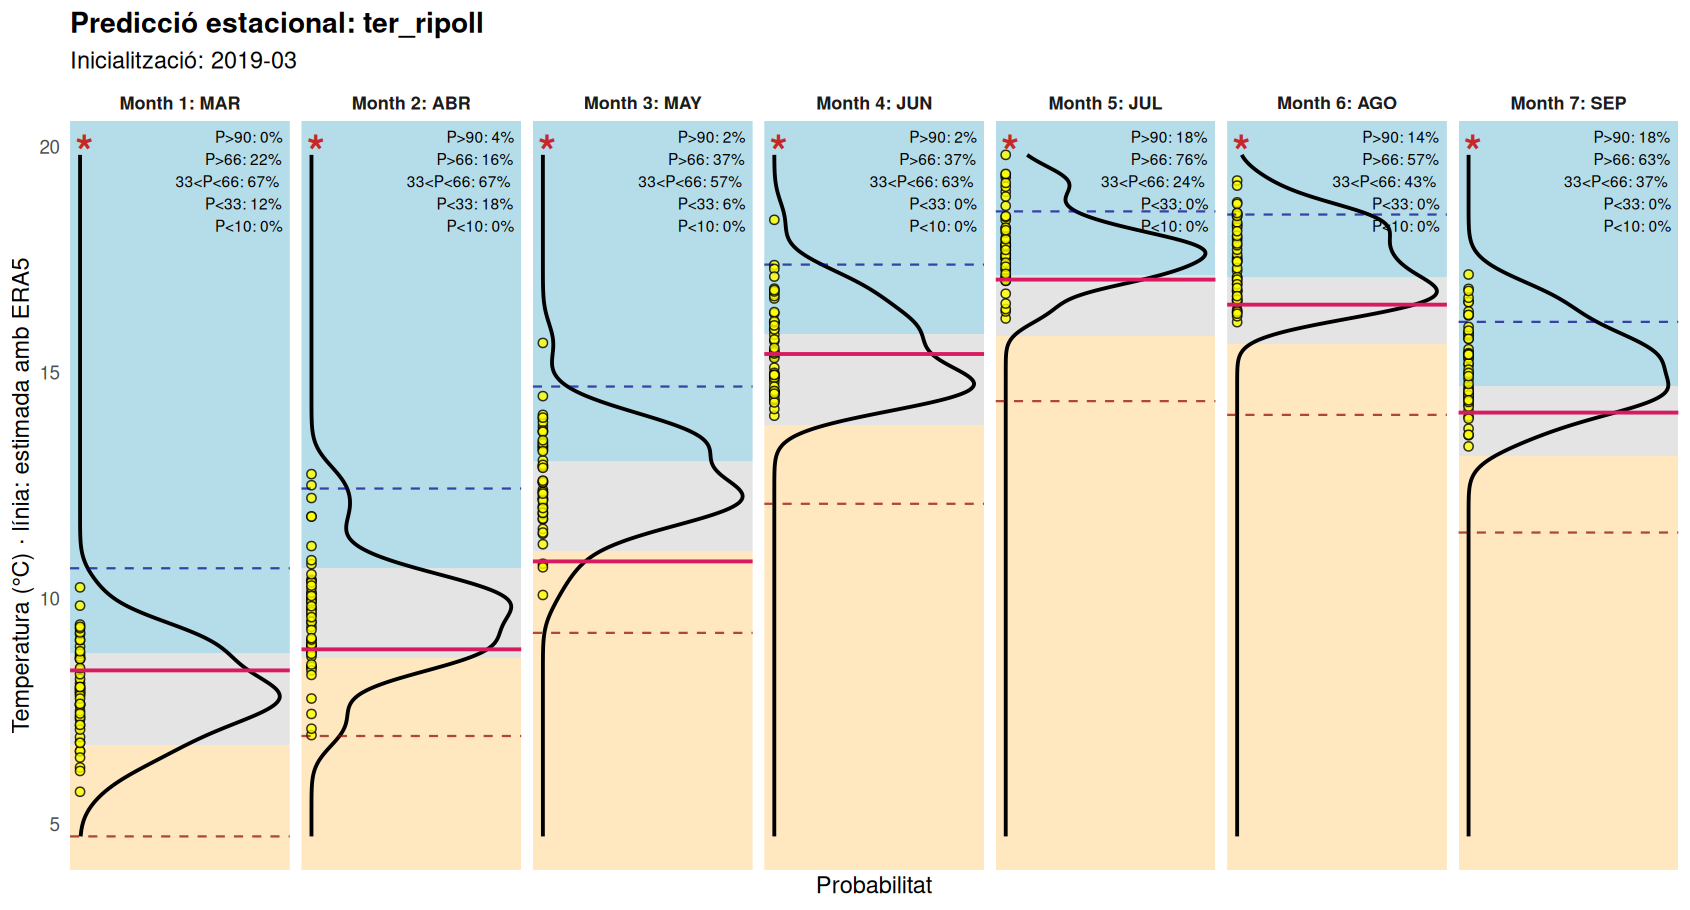 Predicció estacional: ter_ripoll
Inicialització: 2019-03
Month 1: MAR
Month 2: ABR
Month 3: MAY
Month 4: JUN
Month 5: JUL
Month 6: AGO
Month 7: SEP
*
P>90: 0%
P>66: 22%
33<P<66: 67%
P<33: 12%
P<10: 0%
*
P>90: 4%
P>66: 16%
33<P<66: 67%
P<33: 18%
P<10: 0%
*
P>90: 2%
P>66: 37%
33<P<66: 57%
P<33: 6%
P<10: 0%
*
P>90: 2%
P>66: 37%
33<P<66: 63%
P<33: 0%
P<10: 0%
*
P>90: 18%
P>66: 76%
33<P<66: 24%
P<33: 0%
P<10: 0%
*
P>90: 14%
P>66: 57%
33<P<66: 43%
P<33: 0%
P<10: 0%
*
P>90: 18%
P>66: 63%
33<P<66: 37%
P<33: 0%
P<10: 0%
20
15
10
5
Temperatura (°C) · línia: estimada amb ERA5
Probabilitat